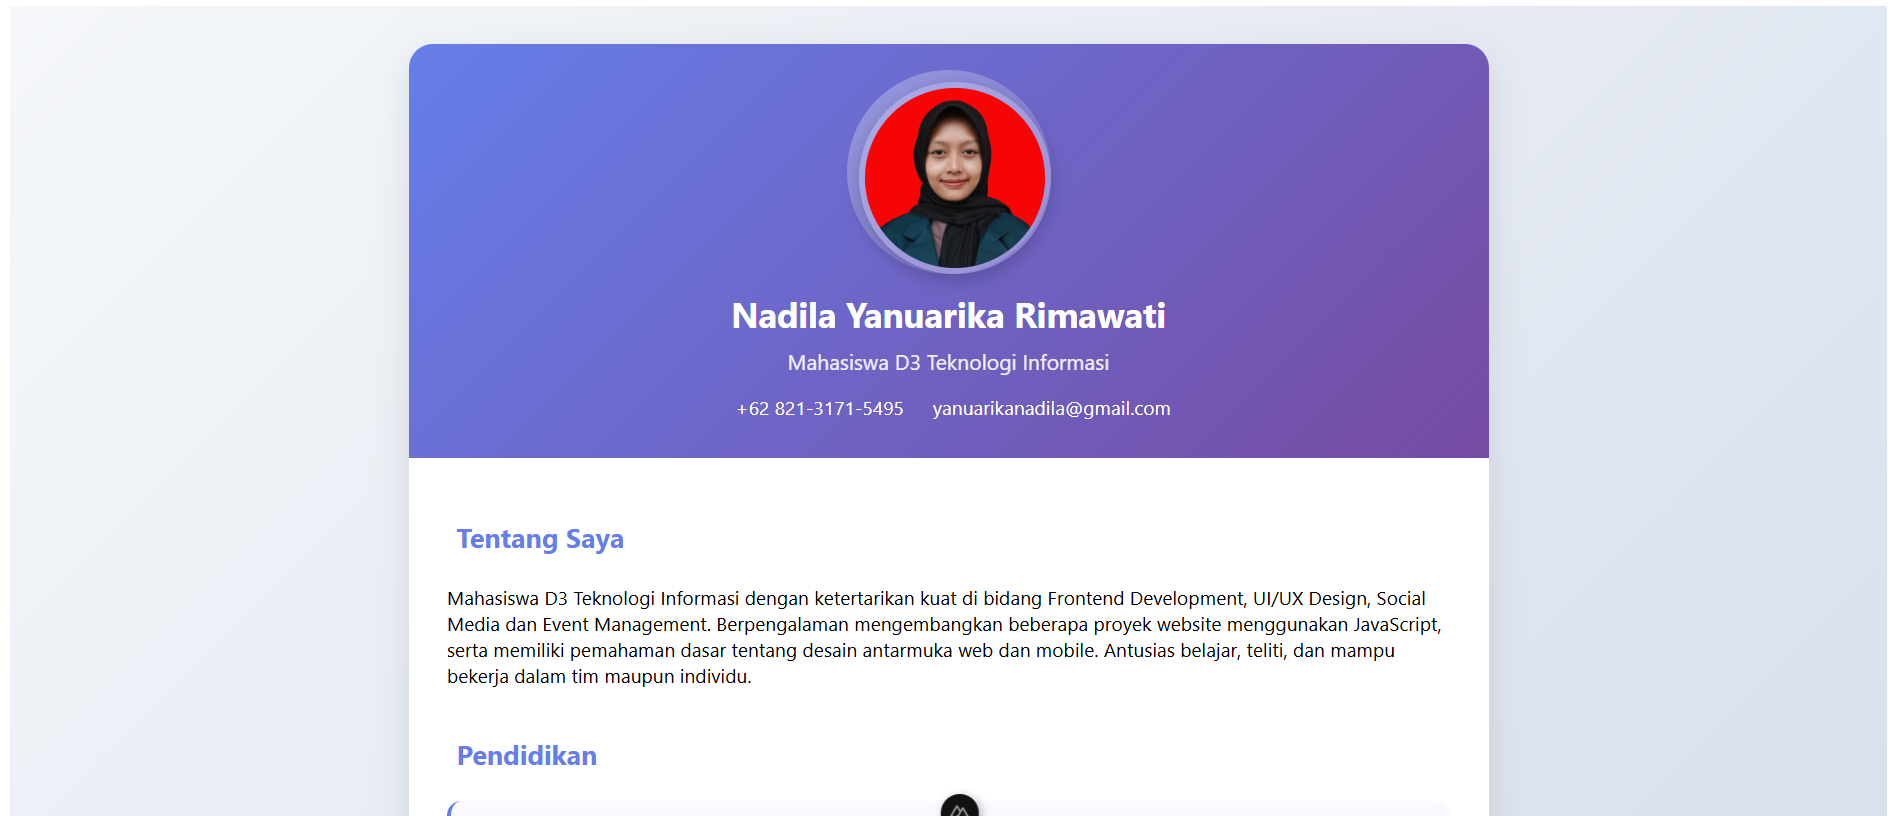 Nadila Yanuarika Rimawati
Mahasiswa D3 Teknologi Informasi
+62 821-3171-5495 yanuarikanadila@gmail.com
Tentang Saya
Mahasiswa D3 Teknologi Informasi dengan ketertarikan kuat di bidang Frontend Development, UI/UX Design, Social
Media dan Event Management. Berpengalaman mengembangkan beberapa proyek website menggunakan JavaScript,
serta memiliki pemahaman dasar tentang desain antarmuka web dan mobile. Antusias belajar, teliti, dan mampu
bekerja dalam tim maupun individu.
Pendidikan